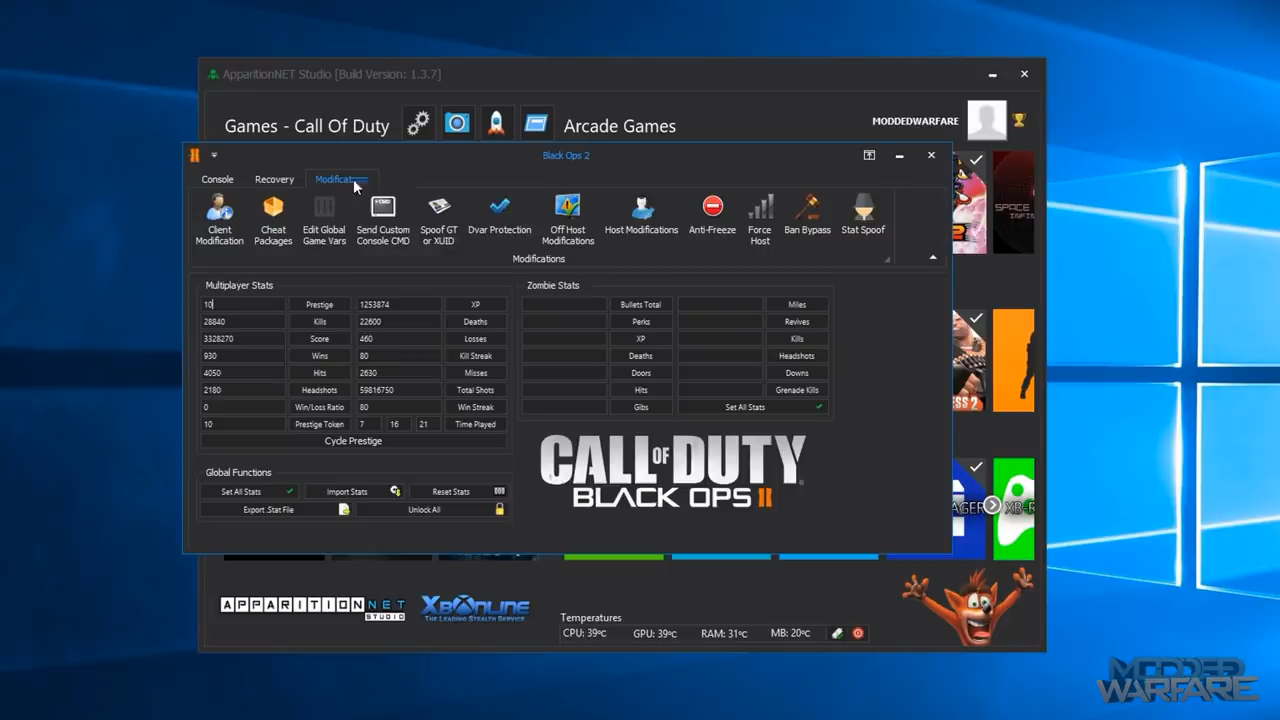 ApparitionNET Studio [Build Version: 1.3.7]
Games - Call Of Duty
Arcade Games
MODDEDWARFARE
Black Ops 2
Console Recovery
Client Modification
Cheat Packages
Edit Global Game Vars
Send Custom Console CMD
Spoof GT or XUID
Dvar Protection
Off Host Modifications
Host Modifications
Anti-Freeze
Force Host
Ban Bypass
Stat Spoof
Modifications
Multiplayer Stats
10 Prestige 1253874 XP
28840 Kills 22600 Deaths
3328270 Score 460 Losses
930 Wins 80 Kill Streak
4050 Hits 2630 Misses
2180 Headshots 59816750 Total Shots
0 Win/Loss Ratio 80 Win Streak
10 Prestige Token 7 16 21 Time Played
Cycle Prestige
Zombie Stats
Bullets Total Miles
Perks Revives
XP Kills
Deaths Headshots
Doors Downs
Hits Grenade Kills
Gibs Set All Stats
Global Functions
Set All Stats Import Stats Reset Stats
Export .Stat File Unlock All
CALL OF DUTY
BLACK OPS II
APPARITIONNET
STUDIO
XBONLINE
THE LEADING STEALTH SERVICE
Temperatures
CPU: 39ºc GPU: 39ºc RAM: 31ºc MB: 20ºc
MODDED
WARFARE